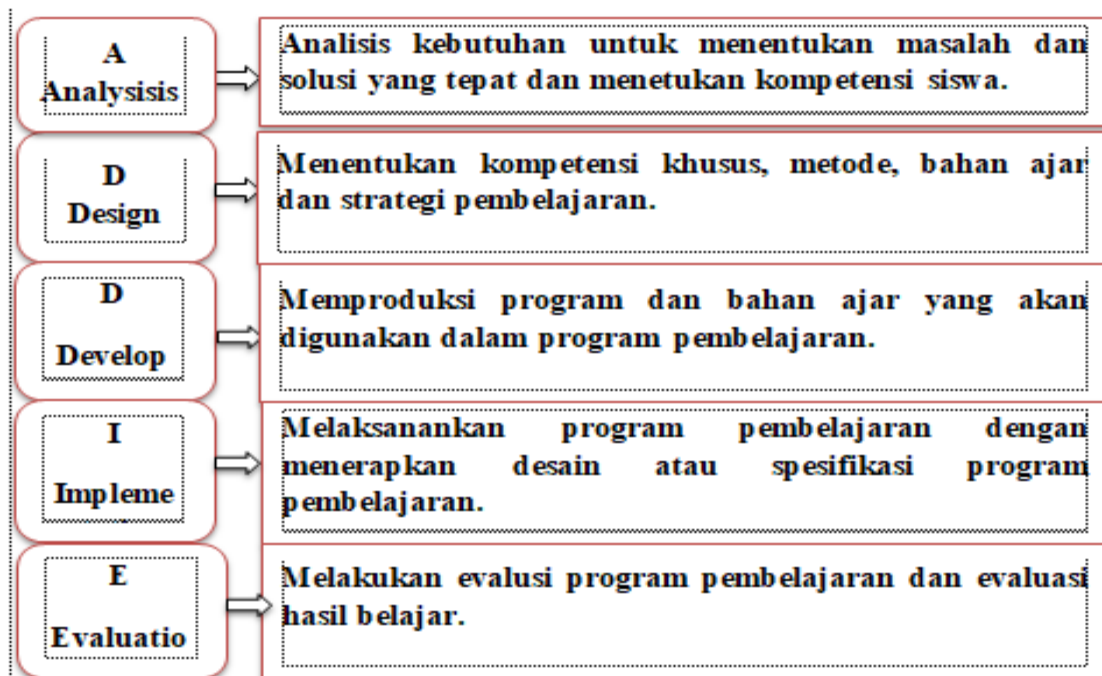 A
Analysisis
Analisis kebutuhan untuk menentukan masalah dan
solusi yang tepat dan menetukan kompetensi siswa.
D
Design
Menentukan kompetensi khusus, metode, bahan ajar
dan strategi pembelajaran.
D
Develop
Memproduksi program dan bahan ajar yang akan
digunakan dalam program pembelajaran.
I
Impleme
Melaksanankan program pembelajaran dengan
menerapkan desain atau spesifikasi program
pembelajaran.
E
Evaluatio
Melakukan evalusi program pembelajaran dan evaluasi
hasil belajar.